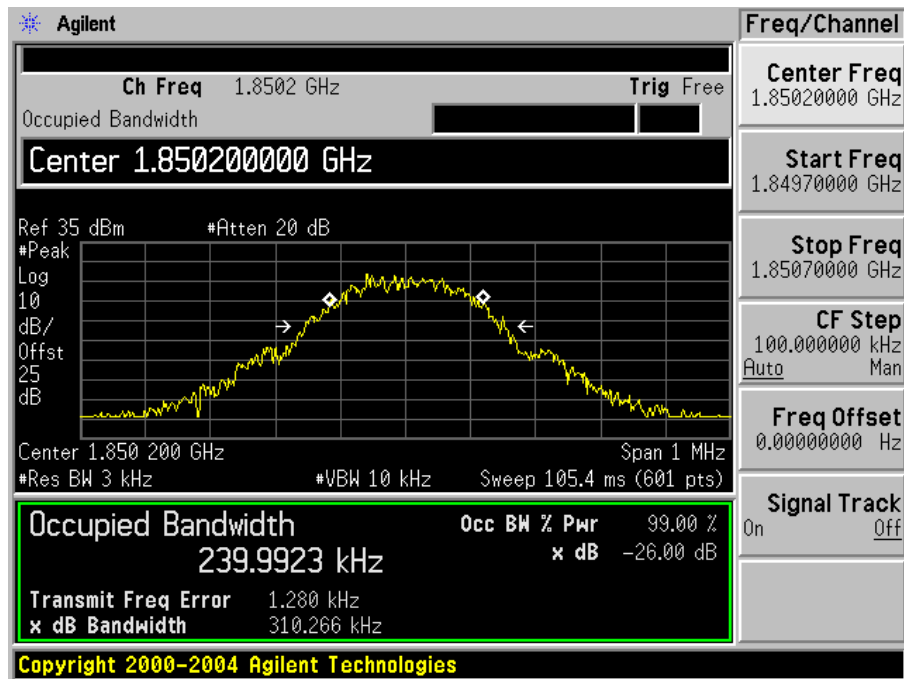 Agilent
Freq/Channel
Ch Freq 1.8502 GHz Trig Free
Occupied Bandwidth
Center 1.850200000 GHz
Ref 35 dBm #Atten 20 dB
#Peak
Log
10
dB/
Offst
25
dB
Center 1.850 200 GHz Span 1 MHz
#Res BW 3 kHz #VBW 10 kHz Sweep 105.4 ms (601 pts)
Occupied Bandwidth Occ BW % Pwr 99.00 %
239.9923 kHz x dB -26.00 dB
Transmit Freq Error 1.280 kHz
x dB Bandwidth 310.266 kHz
Copyright 2000-2004 Agilent Technologies
Center Freq
1.85020000 GHz
Start Freq
1.84970000 GHz
Stop Freq
1.85070000 GHz
CF Step
100.000000 kHz
Auto Man
Freq Offset
0.00000000 Hz
Signal Track
On Off